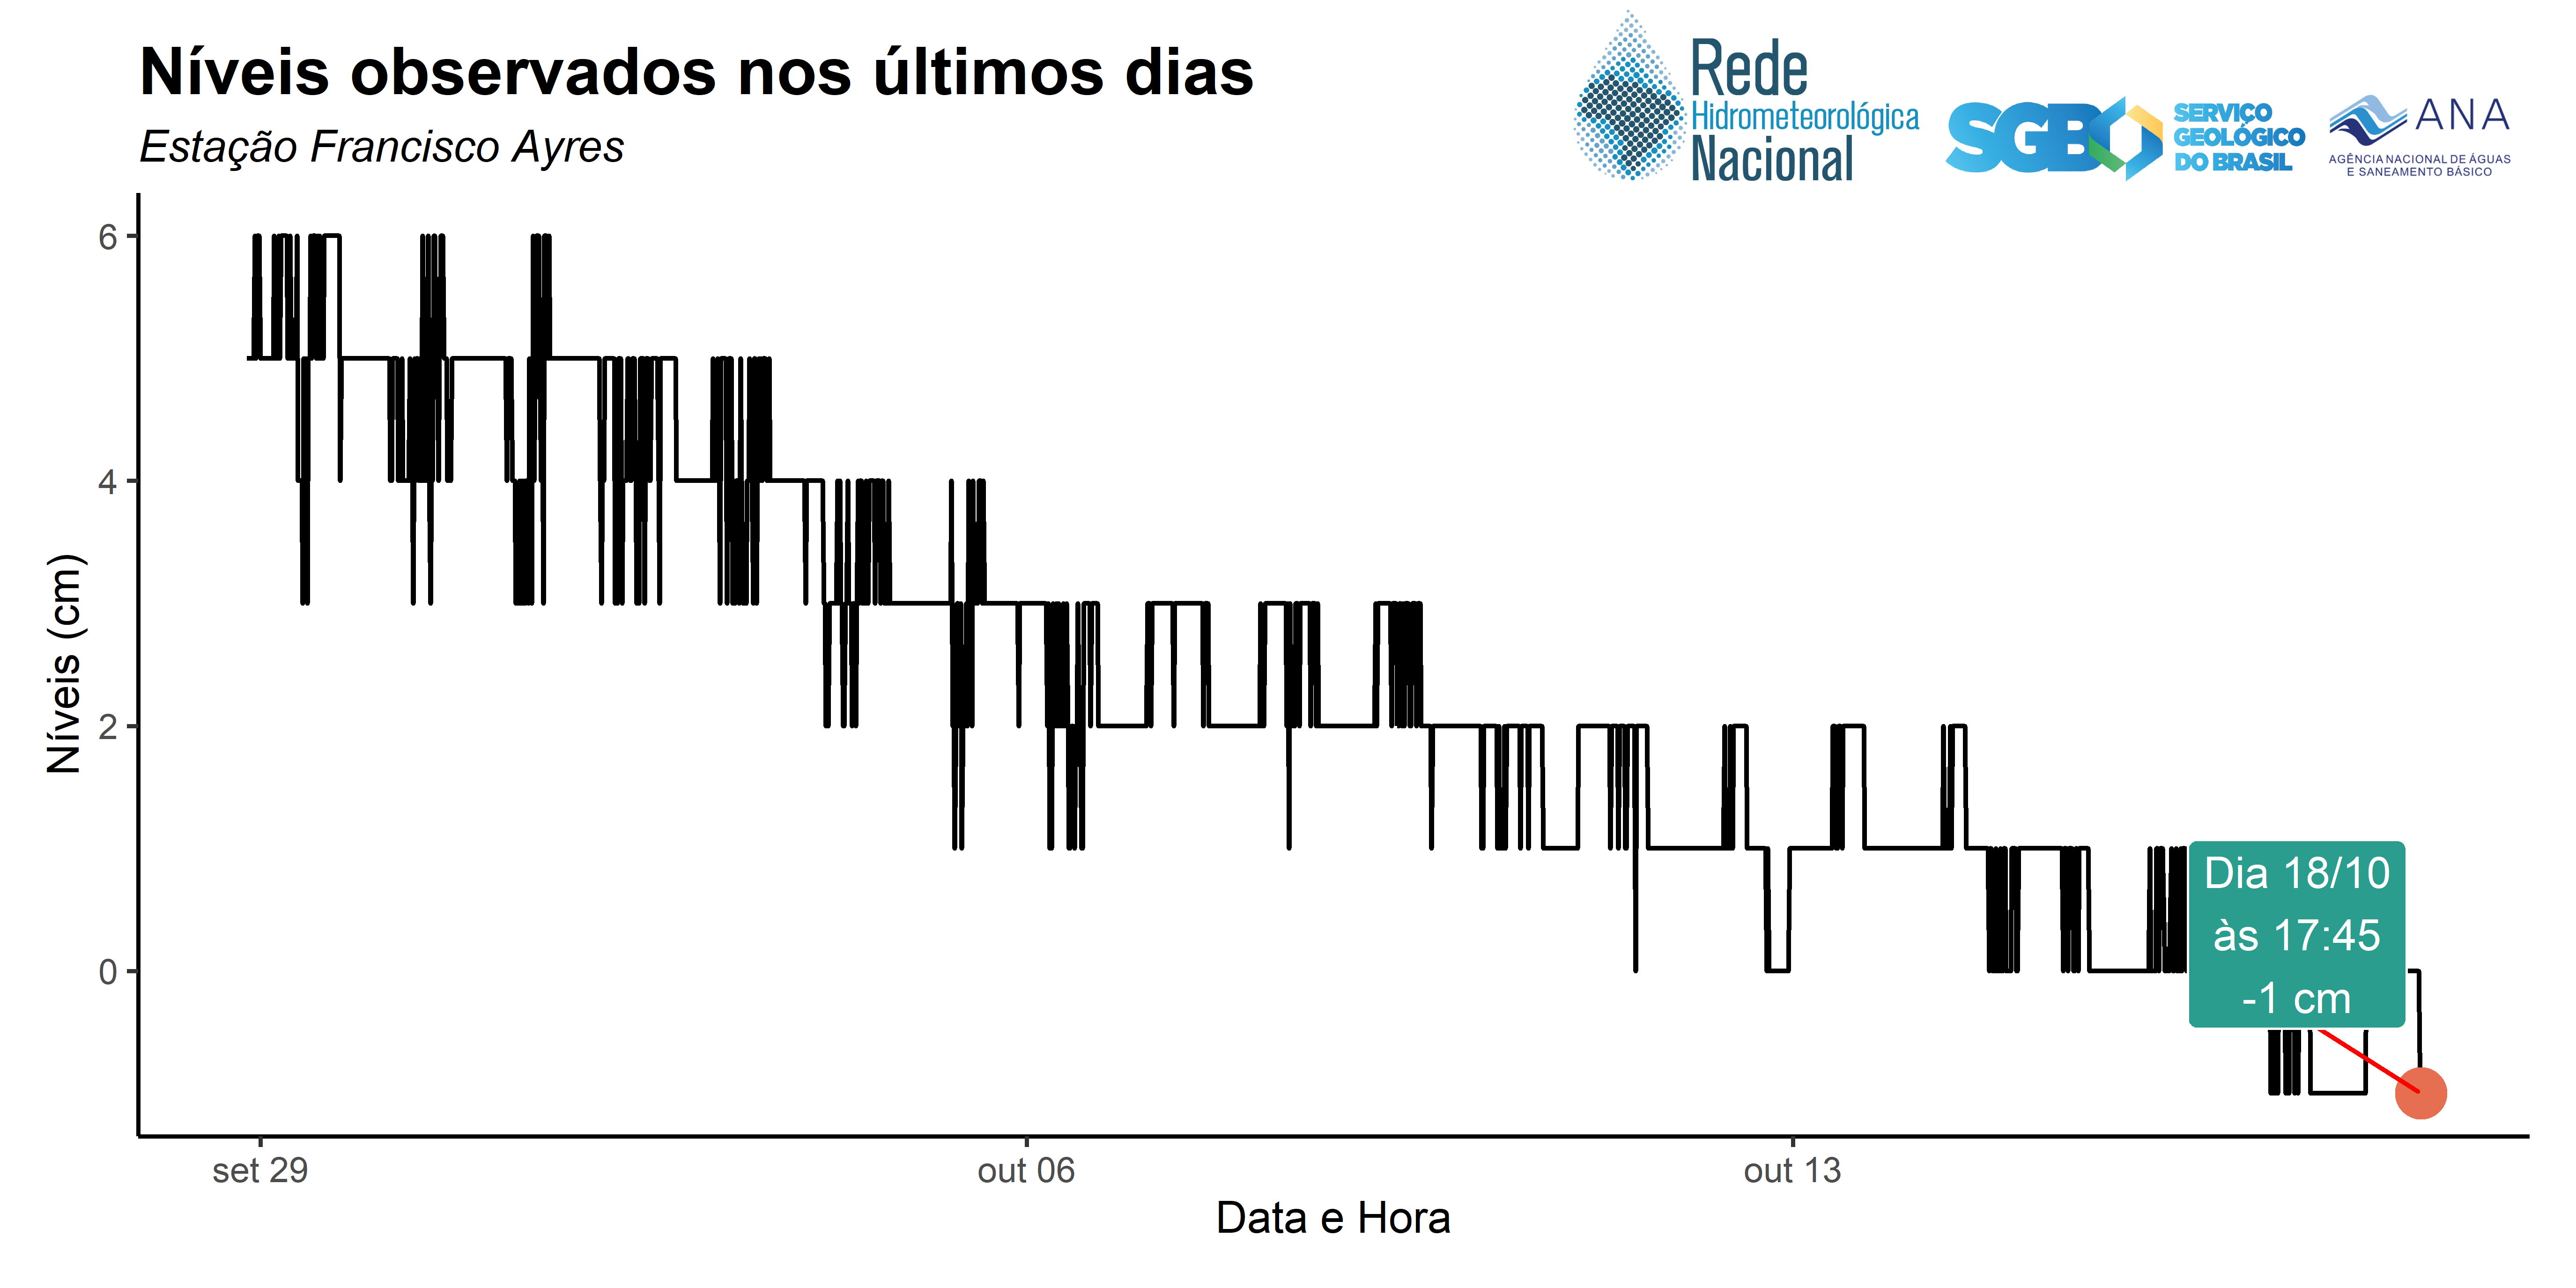 Níveis observados nos últimos dias
Estação Francisco Ayres
Rede
Hidrometeorológica
Nacional
SGB
SERVIÇO
GEOLÓGICO
DO BRASIL
ANA
AGÊNCIA NACIONAL DE ÁGUAS
E SANEAMENTO BÁSICO
Níveis (cm)
6
4
2
0
Dia 18/10
às 17:45
-1 cm
set 29
out 06
out 13
Data e Hora